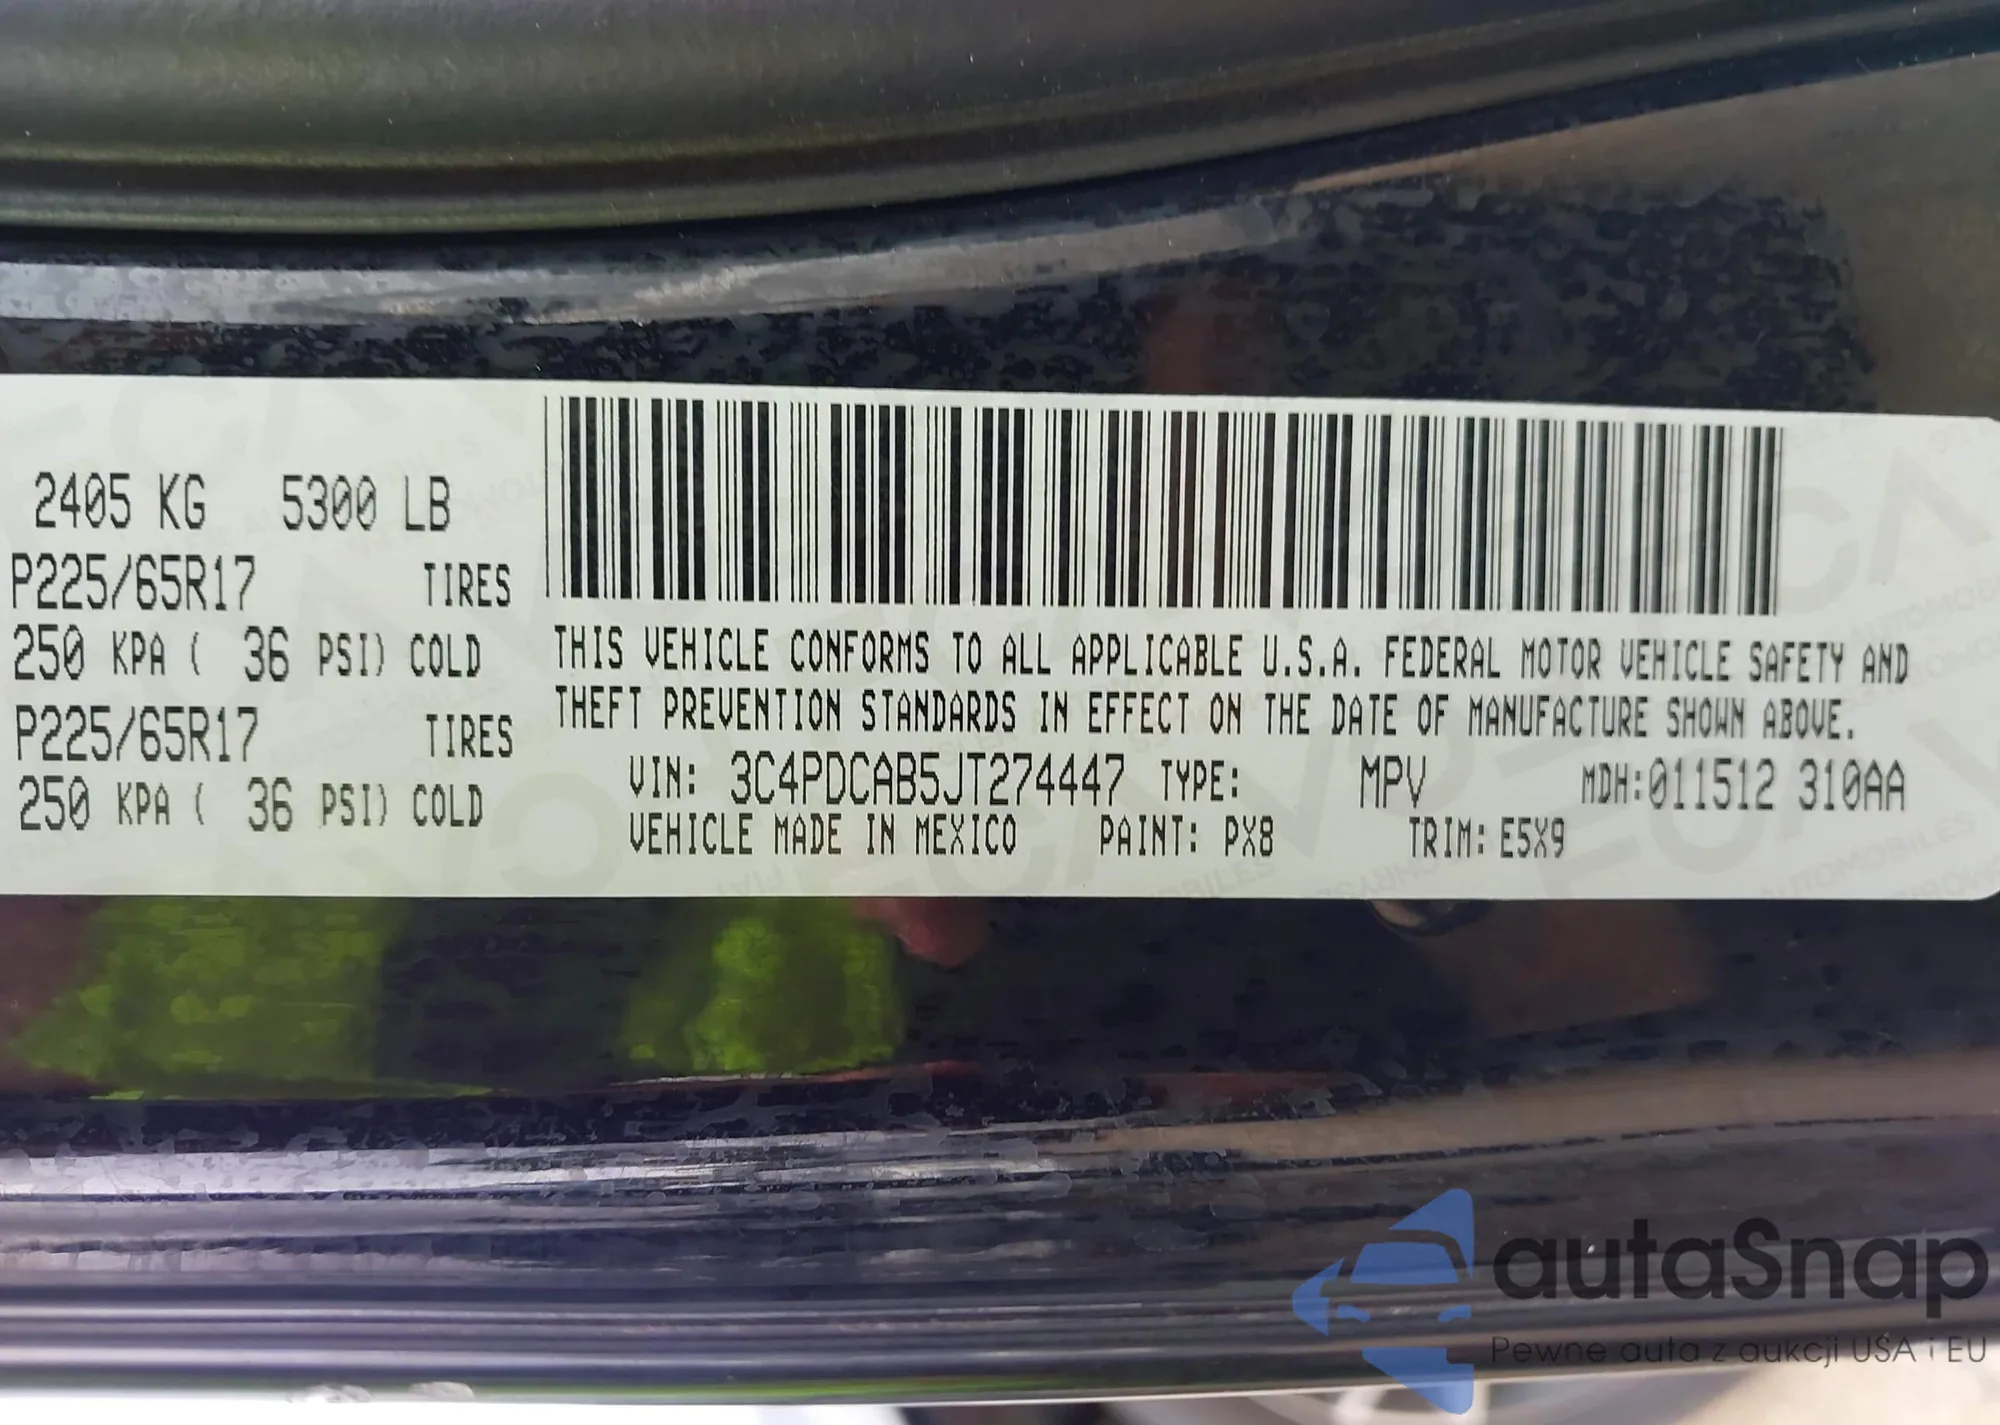 2405 KG 5300 LB
P225/65R17 TIRES
250 KPA ( 36 PSI) COLD
P225/65R17 TIRES
250 KPA ( 36 PSI) COLD
THIS VEHICLE CONFORMS TO ALL APPLICABLE U.S.A. FEDERAL MOTOR VEHICLE SAFETY AND
THEFT PREVENTION STANDARDS IN EFFECT ON THE DATE OF MANUFACTURE SHOWN ABOVE.
VIN: 3C4PDCAB5JT274447 TYPE: MPV MDH:011512 310AA
VEHICLE MADE IN MEXICO PAINT: PX8 TRIM: E5X9
autaSnap
Pewne auta z aukcji USA i EU